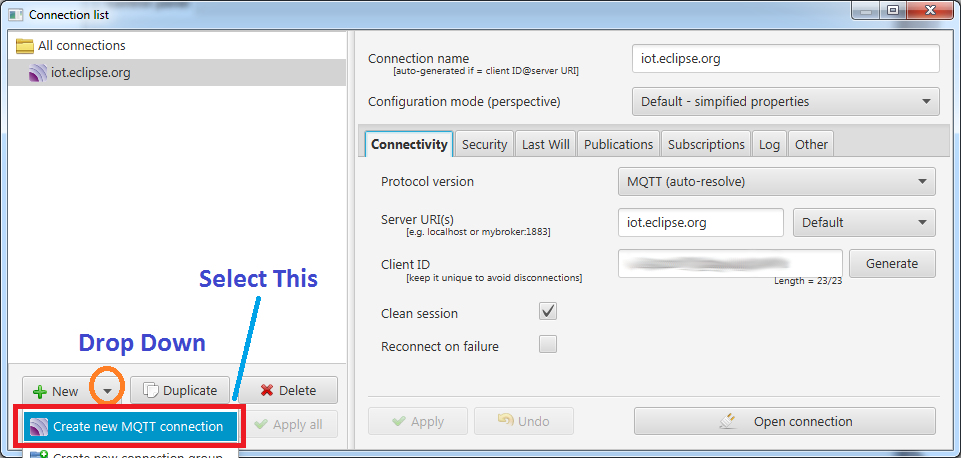 Connection list
All connections
iot.eclipse.org
Connection name
[auto-generated if = client ID@server URI]
iot.eclipse.org
Configuration mode (perspective)
Default - simpified properties
Connectivity Security Last Will Publications Subscriptions Log Other
Protocol version
MQTT (auto-resolve)
Server URI(s)
[e.g. localhost or mybroker:1883]
iot.eclipse.org
Default
Client ID
[keep it unique to avoid disconnections]
Generate
Length = 23/23
Clean session
Reconnect on failure
Select This
Drop Down
New Duplicate Delete
Create new MQTT connection
Apply all
Create new connection group
Apply Undo Open connection